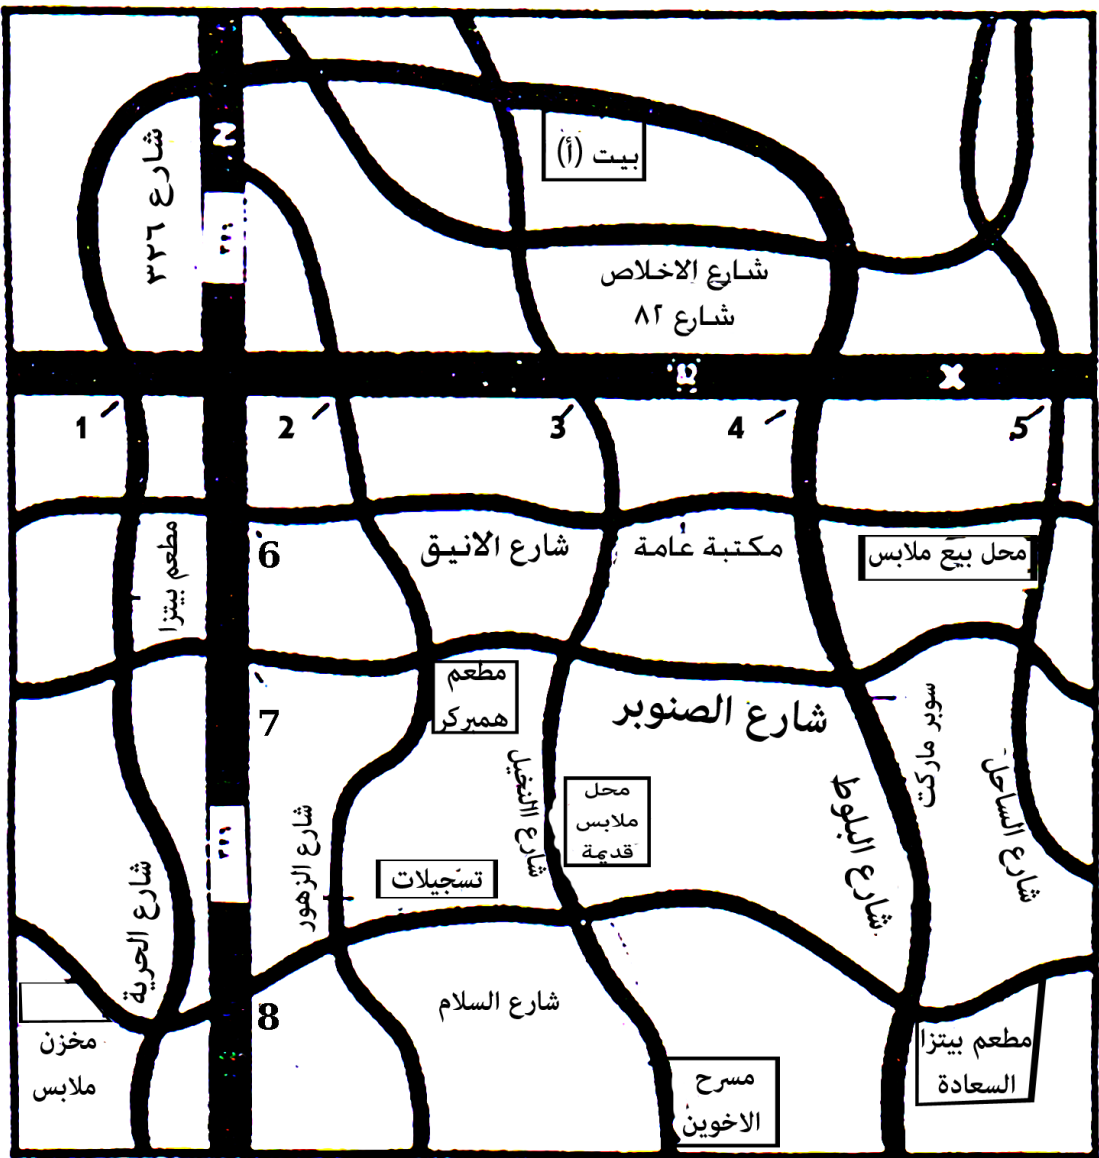 N
شارع ٣٢٦
٣٢٩
بيت (أ)
شارع الاخلاص
شارع ٨٢
X
1
2
3
4
5
6
شارع الانيق
مكتبة عامة
محل بيع ملابس
مطعم بيتزا
مطعم
همبركر
7
شارع الصنوبر
سوبر ماركت
شارع النخيل
محل
ملابس
قديمة
شارع البلوط
شارع الساحل
شارع الزهور
تسجيلات
شارع الحرية
شارع السلام
8
مخزن
ملابس
مطعم بيتزا
السعادة
مسرح
الاخوين